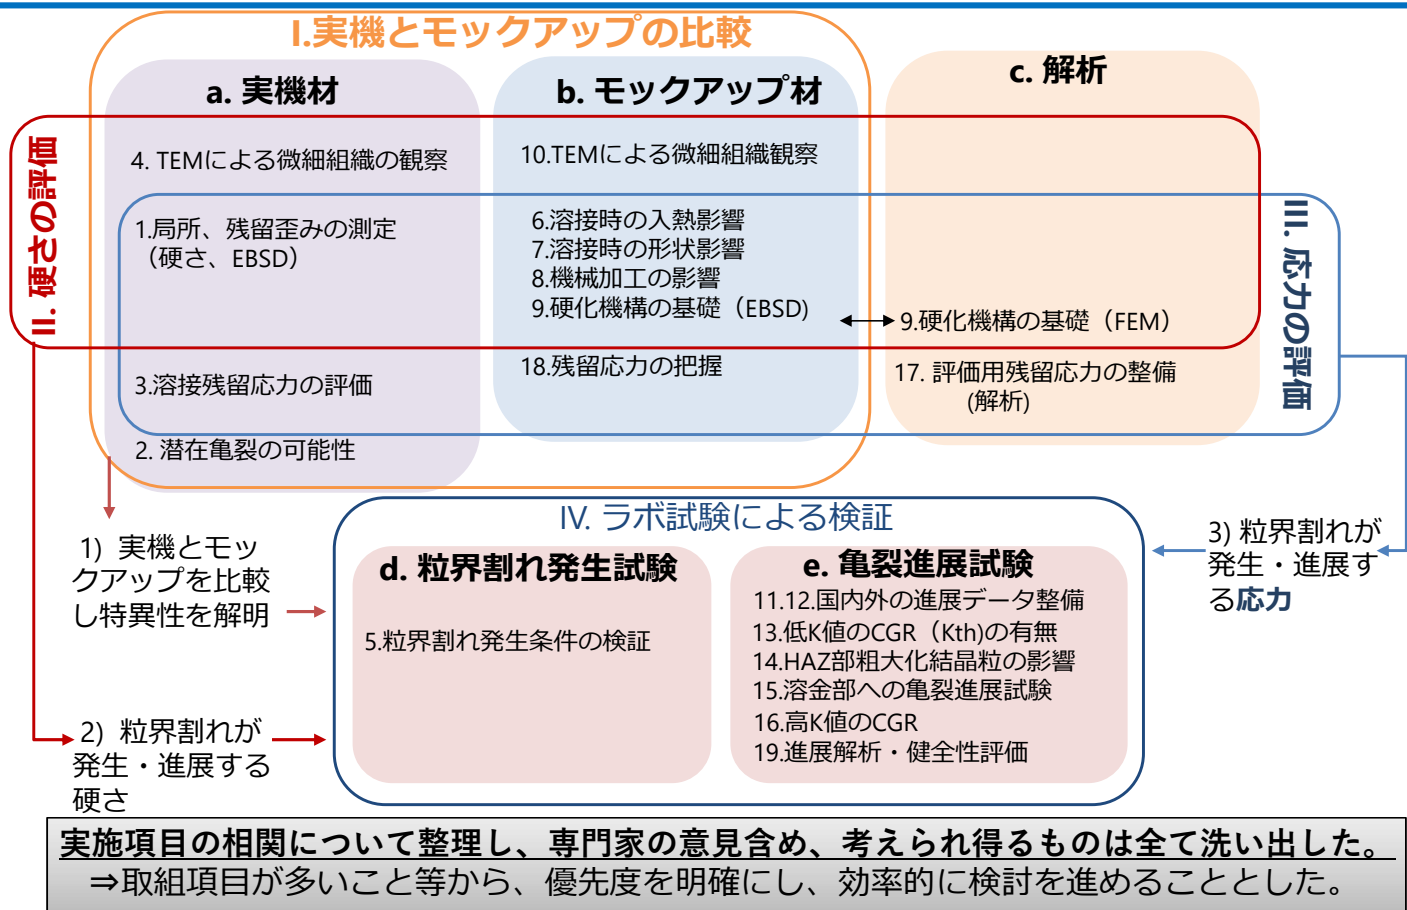 I.実機とモックアップの比較
a. 実機材
b. モックアップ材
c. 解析
II. 硬さの評価
4. TEMによる微細組織の観察
10.TEMによる微細組織観察
1.局所、残留歪みの測定
（硬さ、EBSD）
6.溶接時の入熱影響
7.溶接時の形状影響
8.機械加工の影響
9.硬化機構の基礎（EBSD)
9.硬化機構の基礎（FEM）
III. 応力の評価
3.溶接残留応力の評価
18.残留応力の把握
17. 評価用残留応力の整備
(解析)
2. 潜在亀裂の可能性
1) 実機とモッ
クアップを比較
し特異性を解明
2) 粒界割れが
発生・進展する
硬さ
3) 粒界割れが
発生・進展す
る応力
IV. ラボ試験による検証
d. 粒界割れ発生試験
5.粒界割れ発生条件の検証
e. 亀裂進展試験
11.12.国内外の進展データ整備
13.低K値のCGR（Kth)の有無
14.HAZ部粗大化結晶粒の影響
15.溶金部への亀裂進展試験
16.高K値のCGR
19.進展解析・健全性評価
実施項目の相関について整理し、専門家の意見含め、考えられ得るものは全て洗い出した。
⇒取組項目が多いこと等から、優先度を明確にし、効率的に検討を進めることとした。